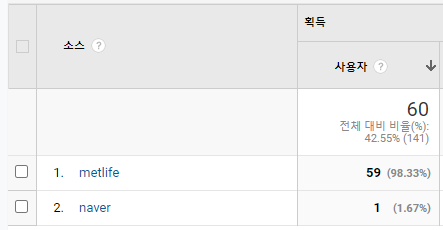 획득
소스 ?
사용자 ?
60
전체 대비 비율(%):
42.55% (141)
1. metlife 59 (98.33%)
2. naver 1 (1.67%)